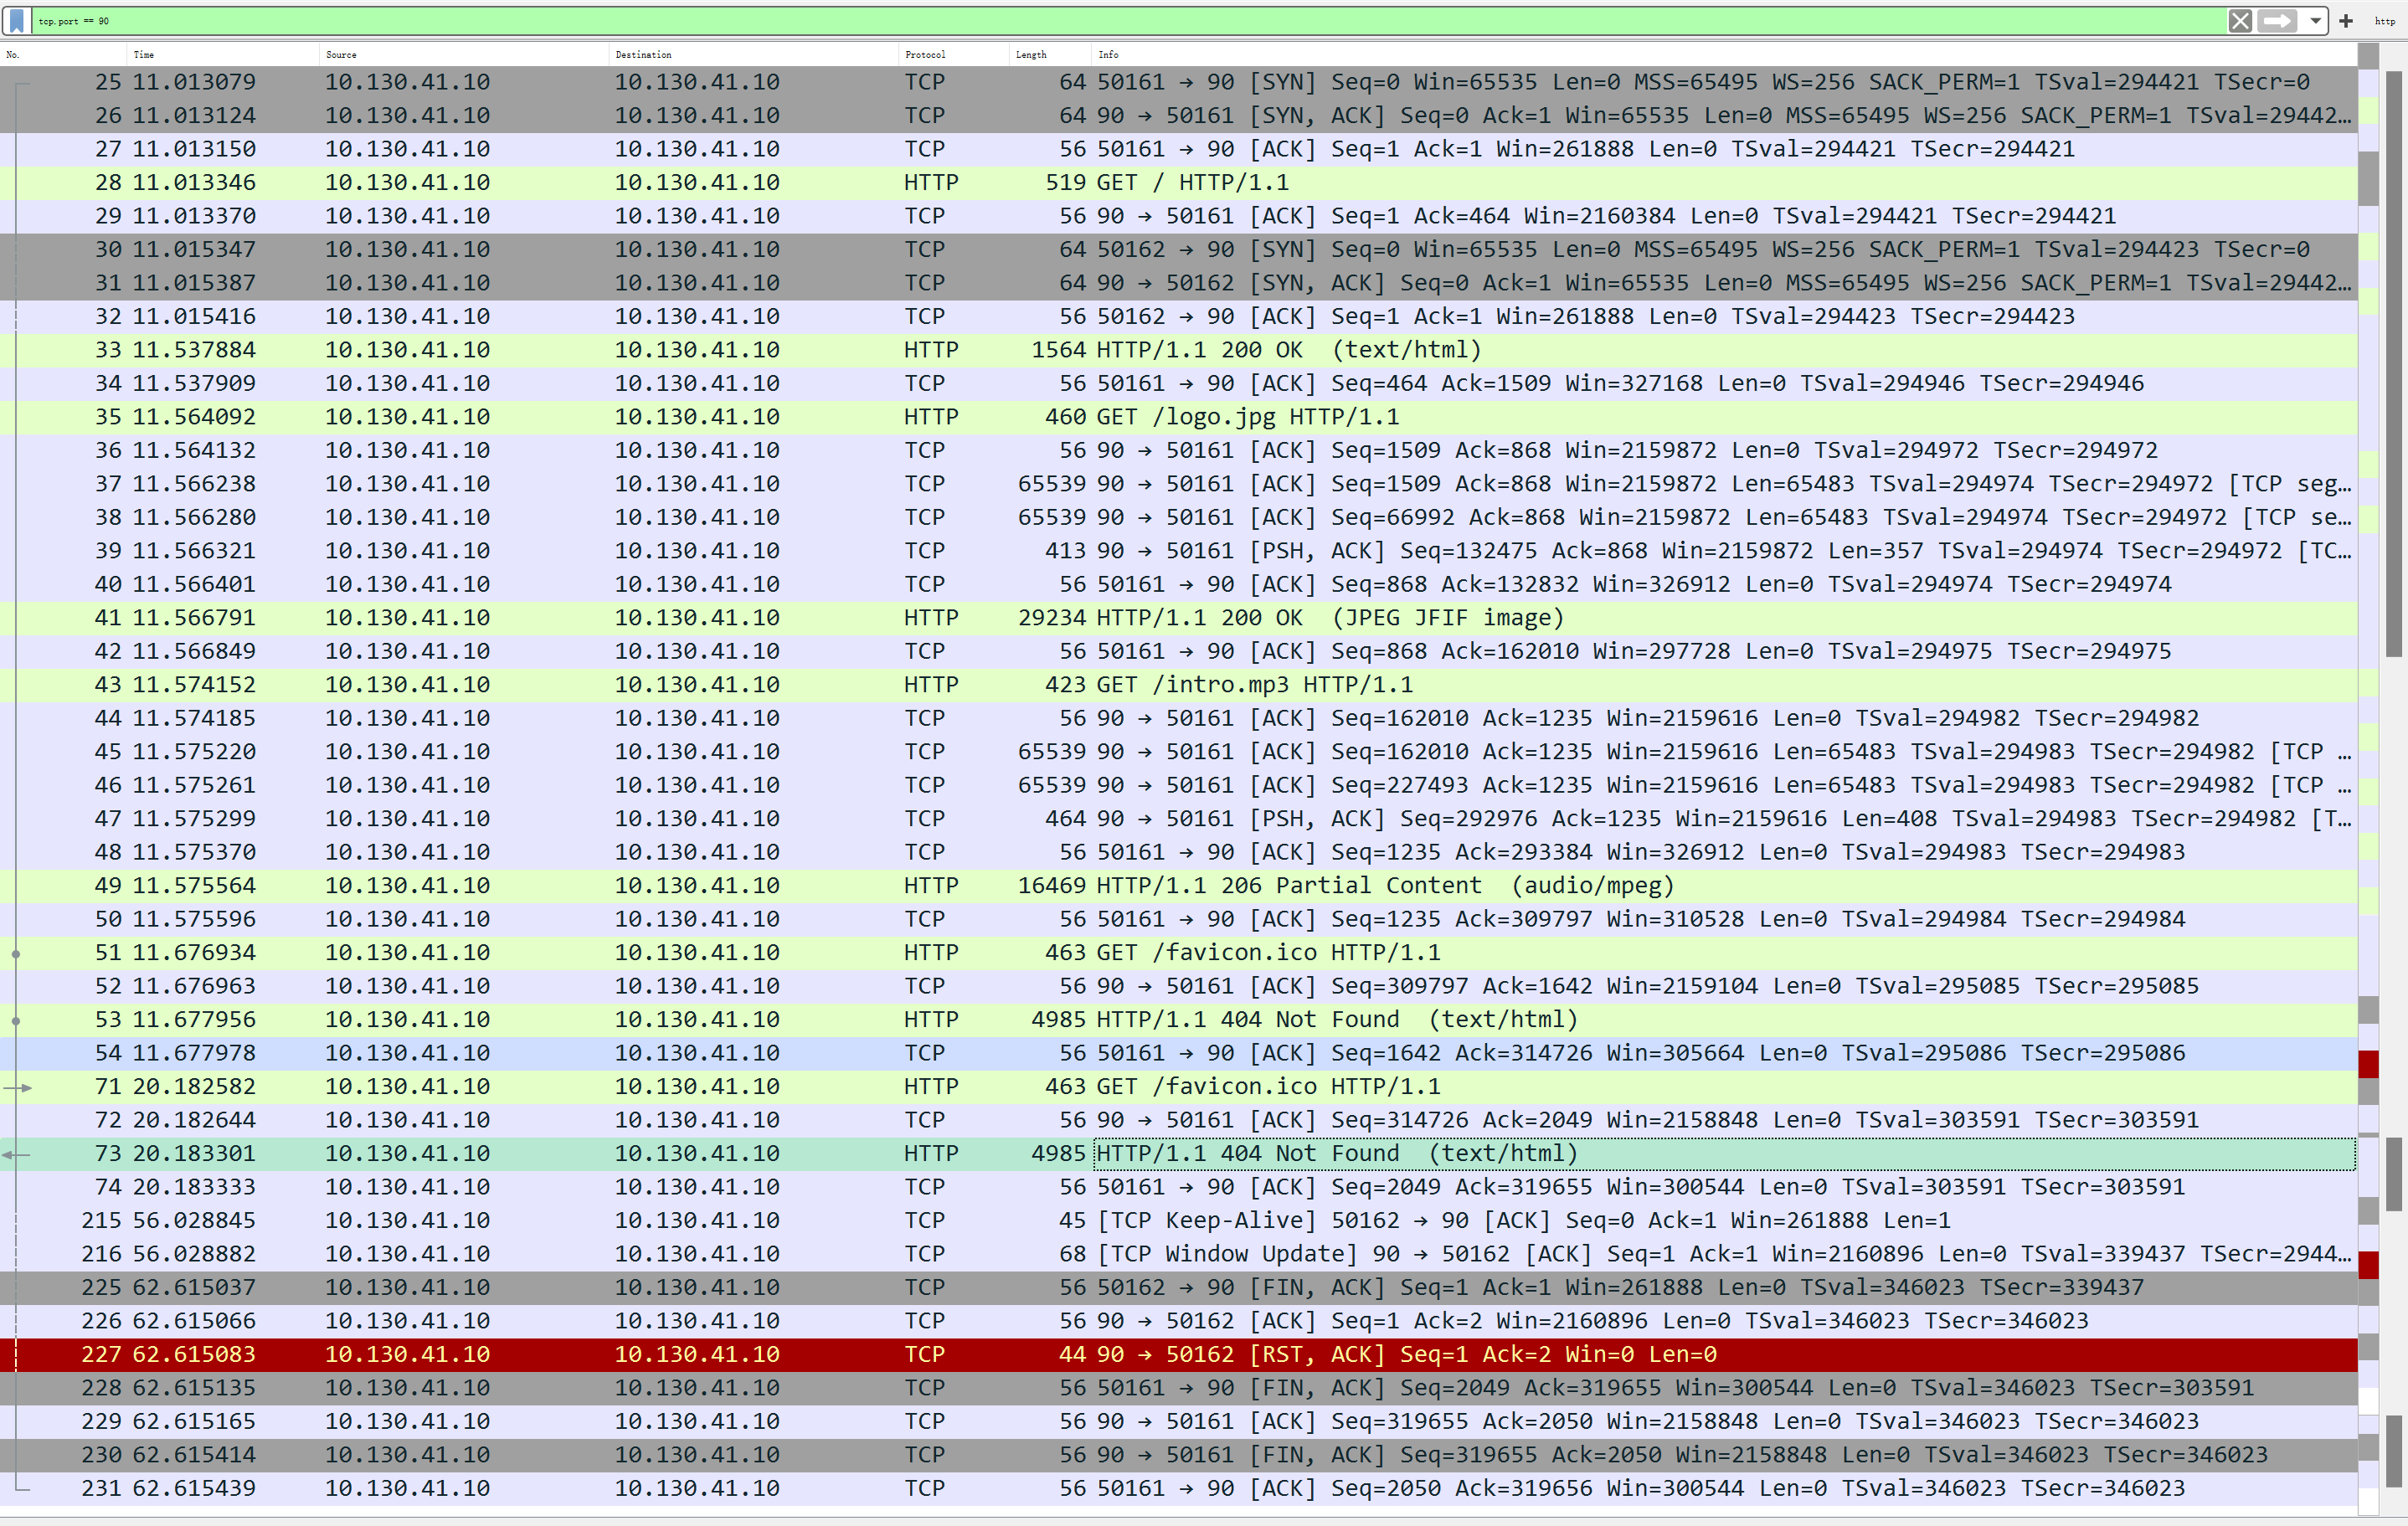 tcp.port == 90
http
No. Time Source Destination Protocol Length Info
25 11.013079 10.130.41.10 10.130.41.10 TCP 64 50161 → 90 [SYN] Seq=0 Win=65535 Len=0 MSS=65495 WS=256 SACK_PERM=1 TSval=294421 TSecr=0
26 11.013124 10.130.41.10 10.130.41.10 TCP 64 90 → 50161 [SYN, ACK] Seq=0 Ack=1 Win=65535 Len=0 MSS=65495 WS=256 SACK_PERM=1 TSval=29442…
27 11.013150 10.130.41.10 10.130.41.10 TCP 56 50161 → 90 [ACK] Seq=1 Ack=1 Win=261888 Len=0 TSval=294421 TSecr=294421
28 11.013346 10.130.41.10 10.130.41.10 HTTP 519 GET / HTTP/1.1
29 11.013370 10.130.41.10 10.130.41.10 TCP 56 90 → 50161 [ACK] Seq=1 Ack=464 Win=2160384 Len=0 TSval=294421 TSecr=294421
30 11.015347 10.130.41.10 10.130.41.10 TCP 64 50162 → 90 [SYN] Seq=0 Win=65535 Len=0 MSS=65495 WS=256 SACK_PERM=1 TSval=294423 TSecr=0
31 11.015387 10.130.41.10 10.130.41.10 TCP 64 90 → 50162 [SYN, ACK] Seq=0 Ack=1 Win=65535 Len=0 MSS=65495 WS=256 SACK_PERM=1 TSval=29442…
32 11.015416 10.130.41.10 10.130.41.10 TCP 56 50162 → 90 [ACK] Seq=1 Ack=1 Win=261888 Len=0 TSval=294423 TSecr=294423
33 11.537884 10.130.41.10 10.130.41.10 HTTP 1564 HTTP/1.1 200 OK (text/html)
34 11.537909 10.130.41.10 10.130.41.10 TCP 56 50161 → 90 [ACK] Seq=464 Ack=1509 Win=327168 Len=0 TSval=294946 TSecr=294946
35 11.564092 10.130.41.10 10.130.41.10 HTTP 460 GET /logo.jpg HTTP/1.1
36 11.564132 10.130.41.10 10.130.41.10 TCP 56 90 → 50161 [ACK] Seq=1509 Ack=868 Win=2159872 Len=0 TSval=294972 TSecr=294972
37 11.566238 10.130.41.10 10.130.41.10 TCP 65539 90 → 50161 [ACK] Seq=1509 Ack=868 Win=2159872 Len=65483 TSval=294974 TSecr=294972 [TCP seg…
38 11.566280 10.130.41.10 10.130.41.10 TCP 65539 90 → 50161 [ACK] Seq=66992 Ack=868 Win=2159872 Len=65483 TSval=294974 TSecr=294972 [TCP se…
39 11.566321 10.130.41.10 10.130.41.10 TCP 413 90 → 50161 [PSH, ACK] Seq=132475 Ack=868 Win=2159872 Len=357 TSval=294974 TSecr=294972 [TC…
40 11.566401 10.130.41.10 10.130.41.10 TCP 56 50161 → 90 [ACK] Seq=868 Ack=132832 Win=326912 Len=0 TSval=294974 TSecr=294974
41 11.566791 10.130.41.10 10.130.41.10 HTTP 29234 HTTP/1.1 200 OK (JPEG JFIF image)
42 11.566849 10.130.41.10 10.130.41.10 TCP 56 50161 → 90 [ACK] Seq=868 Ack=162010 Win=297728 Len=0 TSval=294975 TSecr=294975
43 11.574152 10.130.41.10 10.130.41.10 HTTP 423 GET /intro.mp3 HTTP/1.1
44 11.574185 10.130.41.10 10.130.41.10 TCP 56 90 → 50161 [ACK] Seq=162010 Ack=1235 Win=2159616 Len=0 TSval=294982 TSecr=294982
45 11.575220 10.130.41.10 10.130.41.10 TCP 65539 90 → 50161 [ACK] Seq=162010 Ack=1235 Win=2159616 Len=65483 TSval=294983 TSecr=294982 [TCP …
46 11.575261 10.130.41.10 10.130.41.10 TCP 65539 90 → 50161 [ACK] Seq=227493 Ack=1235 Win=2159616 Len=65483 TSval=294983 TSecr=294982 [TCP …
47 11.575299 10.130.41.10 10.130.41.10 TCP 464 90 → 50161 [PSH, ACK] Seq=292976 Ack=1235 Win=2159616 Len=408 TSval=294983 TSecr=294982 [T…
48 11.575370 10.130.41.10 10.130.41.10 TCP 56 50161 → 90 [ACK] Seq=1235 Ack=293384 Win=326912 Len=0 TSval=294983 TSecr=294983
49 11.575564 10.130.41.10 10.130.41.10 HTTP 16469 HTTP/1.1 206 Partial Content (audio/mpeg)
50 11.575596 10.130.41.10 10.130.41.10 TCP 56 50161 → 90 [ACK] Seq=1235 Ack=309797 Win=310528 Len=0 TSval=294984 TSecr=294984
51 11.676934 10.130.41.10 10.130.41.10 HTTP 463 GET /favicon.ico HTTP/1.1
52 11.676963 10.130.41.10 10.130.41.10 TCP 56 90 → 50161 [ACK] Seq=309797 Ack=1642 Win=2159104 Len=0 TSval=295085 TSecr=295085
53 11.677956 10.130.41.10 10.130.41.10 HTTP 4985 HTTP/1.1 404 Not Found (text/html)
54 11.677978 10.130.41.10 10.130.41.10 TCP 56 50161 → 90 [ACK] Seq=1642 Ack=314726 Win=305664 Len=0 TSval=295086 TSecr=295086
71 20.182582 10.130.41.10 10.130.41.10 HTTP 463 GET /favicon.ico HTTP/1.1
72 20.182644 10.130.41.10 10.130.41.10 TCP 56 90 → 50161 [ACK] Seq=314726 Ack=2049 Win=2158848 Len=0 TSval=303591 TSecr=303591
73 20.183301 10.130.41.10 10.130.41.10 HTTP 4985 HTTP/1.1 404 Not Found (text/html)
74 20.183333 10.130.41.10 10.130.41.10 TCP 56 50161 → 90 [ACK] Seq=2049 Ack=319655 Win=300544 Len=0 TSval=303591 TSecr=303591
215 56.028845 10.130.41.10 10.130.41.10 TCP 45 [TCP Keep-Alive] 50162 → 90 [ACK] Seq=0 Ack=1 Win=261888 Len=1
216 56.028882 10.130.41.10 10.130.41.10 TCP 68 [TCP Window Update] 90 → 50162 [ACK] Seq=1 Ack=1 Win=2160896 Len=0 TSval=339437 TSecr=2944…
225 62.615037 10.130.41.10 10.130.41.10 TCP 56 50162 → 90 [FIN, ACK] Seq=1 Ack=1 Win=261888 Len=0 TSval=346023 TSecr=339437
226 62.615066 10.130.41.10 10.130.41.10 TCP 56 90 → 50162 [ACK] Seq=1 Ack=2 Win=2160896 Len=0 TSval=346023 TSecr=346023
227 62.615083 10.130.41.10 10.130.41.10 TCP 44 90 → 50162 [RST, ACK] Seq=1 Ack=2 Win=0 Len=0
228 62.615135 10.130.41.10 10.130.41.10 TCP 56 50161 → 90 [FIN, ACK] Seq=2049 Ack=319655 Win=300544 Len=0 TSval=346023 TSecr=303591
229 62.615165 10.130.41.10 10.130.41.10 TCP 56 90 → 50161 [ACK] Seq=319655 Ack=2050 Win=2158848 Len=0 TSval=346023 TSecr=346023
230 62.615414 10.130.41.10 10.130.41.10 TCP 56 90 → 50161 [FIN, ACK] Seq=319655 Ack=2050 Win=2158848 Len=0 TSval=346023 TSecr=346023
231 62.615439 10.130.41.10 10.130.41.10 TCP 56 50161 → 90 [ACK] Seq=2050 Ack=319656 Win=300544 Len=0 TSval=346023 TSecr=346023